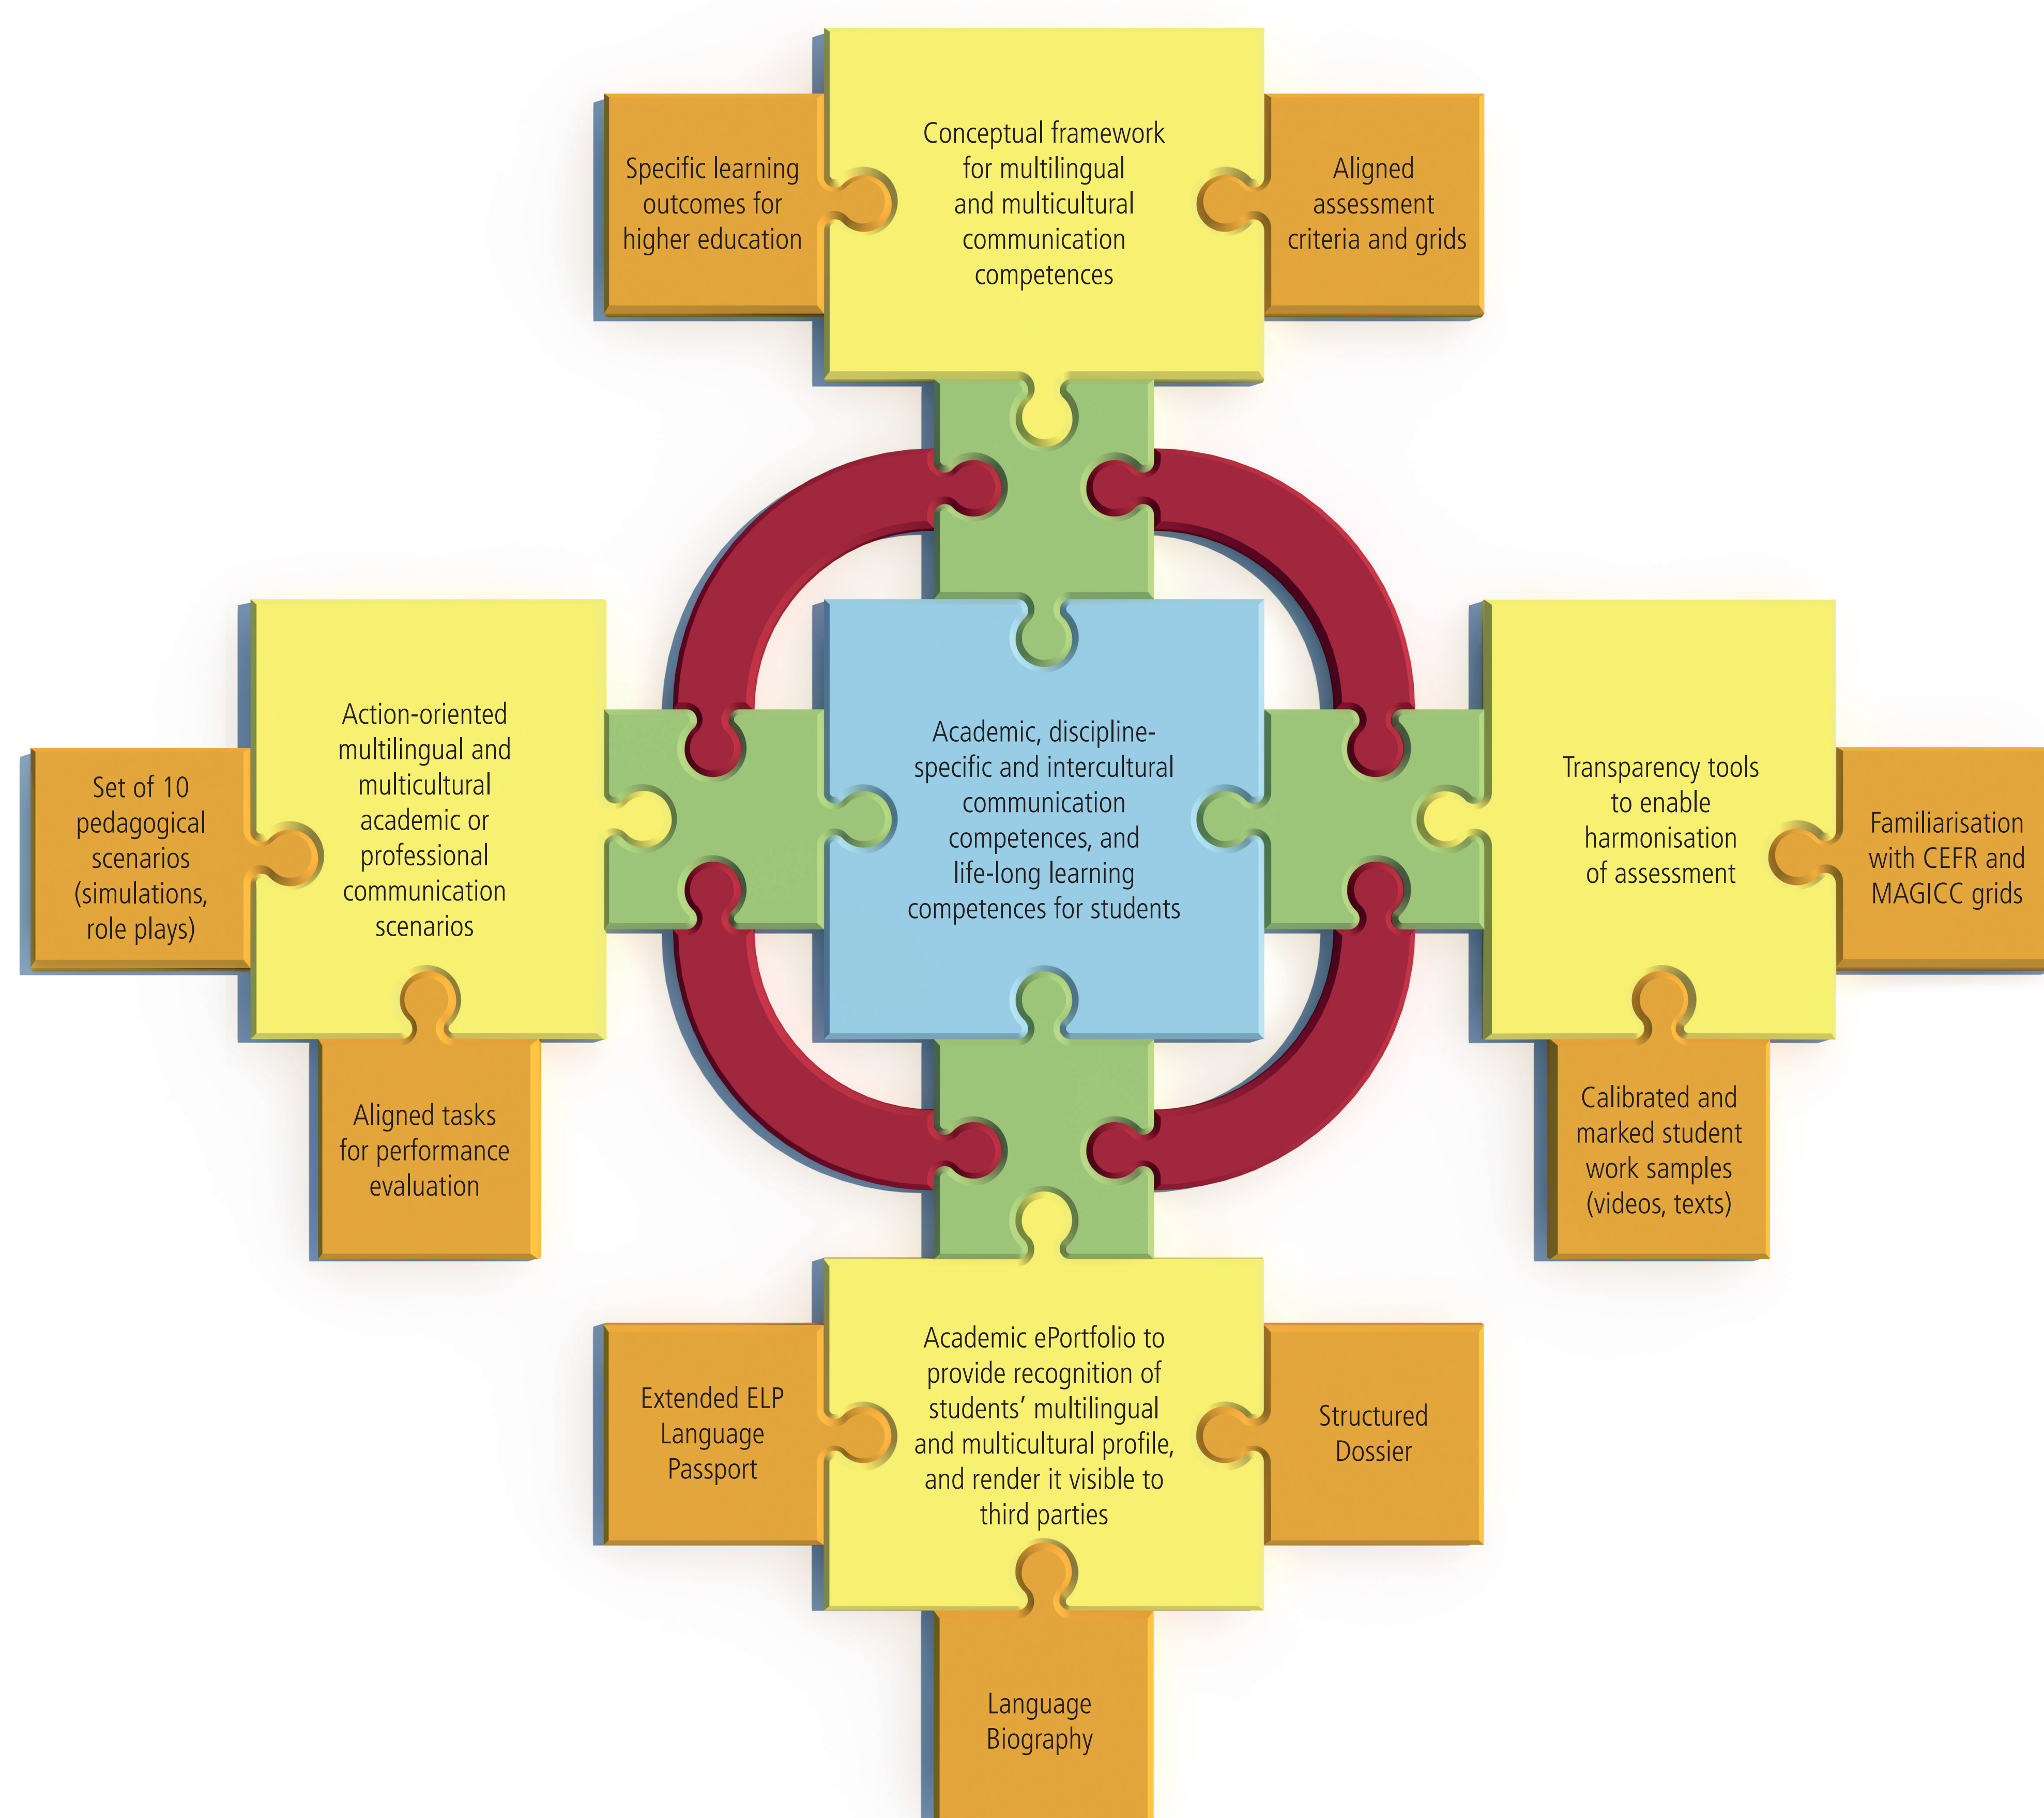 Conceptual framework
for multilingual
and multicultural
communication
competences
Specific learning
outcomes for
higher education
Aligned
assessment
criteria and grids
Action-oriented
multilingual and
multicultural
academic or
professional
communication
scenarios
Set of 10
pedagogical
scenarios
(simulations,
role plays)
Aligned tasks
for performance
evaluation
Academic, discipline-
specific and intercultural
communication
competences, and
life-long learning
competences for students
Transparency tools
to enable
harmonisation
of assessment
Familiarisation
with CEFR and
MAGICC grids
Calibrated and
marked student
work samples
(videos, texts)
Academic ePortfolio to
provide recognition of
students’ multilingual
and multicultural profile,
and render it visible to
third parties
Extended ELP
Language
Passport
Structured
Dossier
Language
Biography